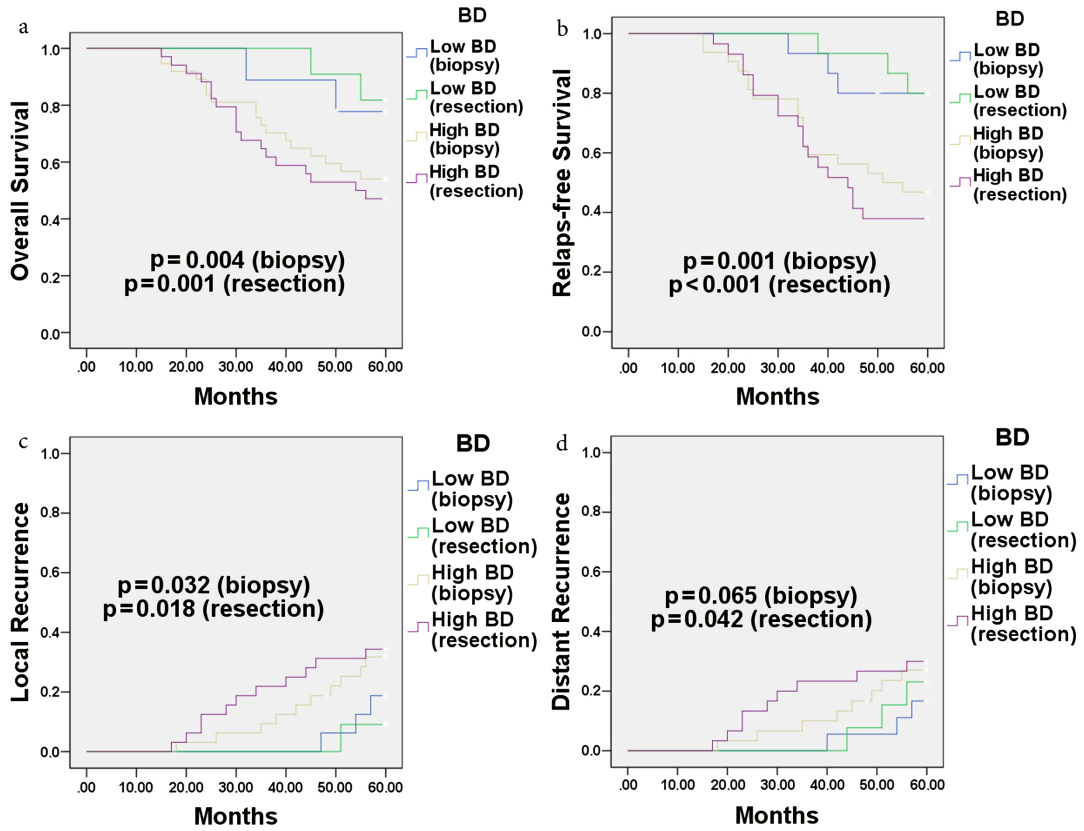 a
BD
Low BD
(biopsy)
Low BD
(resection)
High BD
(biopsy)
High BD
(resection)
Overall Survival
1.0
0.8
0.6
0.4
0.2
0.0
p=0.004 (biopsy)
p=0.001 (resection)
.00 10.00 20.00 30.00 40.00 50.00 60.00
Months
b
BD
Low BD
(biopsy)
Low BD
(resection)
High BD
(biopsy)
High BD
(resection)
Relaps-free Survival
1.0
0.8
0.6
0.4
0.2
0.0
p=0.001 (biopsy)
p<0.001 (resection)
.00 10.00 20.00 30.00 40.00 50.00 60.00
Months
c
BD
Low BD
(biopsy)
Low BD
(resection)
High BD
(biopsy)
High BD
(resection)
Local Recurrence
1.0
0.8
0.6
0.4
0.2
0.0
p=0.032 (biopsy)
p=0.018 (resection)
.00 10.00 20.00 30.00 40.00 50.00 60.00
Months
d
BD
Low BD
(biopsy)
Low BD
(resection)
High BD
(biopsy)
High BD
(resection)
Distant Recurrence
1.0
0.8
0.6
0.4
0.2
0.0
p=0.065 (biopsy)
p=0.042 (resection)
.00 10.00 20.00 30.00 40.00 50.00 60.00
Months